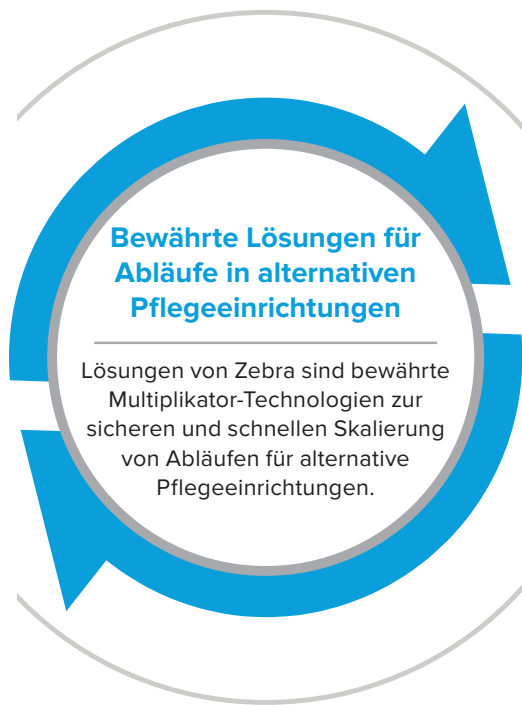 Bewährte Lösungen für
Abläufe in alternativen
Pflegeeinrichtungen
Lösungen von Zebra sind bewährte
Multiplikator-Technologien zur
sicheren und schnellen Skalierung
von Abläufen für alternative
Pflegeeinrichtungen.